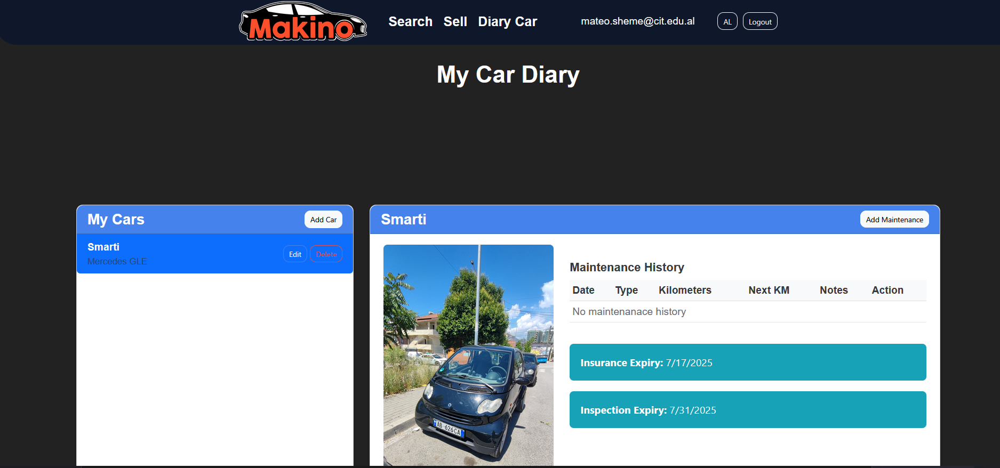 Makino
Search Sell Diary Car mateo.sheme@cit.edu.al AL Logout
My Car Diary
My Cars Add Car
Smarti
Mercedes GLE
Edit Delete
Smarti Add Maintenance
Maintenance History
Date Type Kilometers Next KM Notes Action
No maintenanace history
Insurance Expiry: 7/17/2025
Inspection Expiry: 7/31/2025
AB 626CA